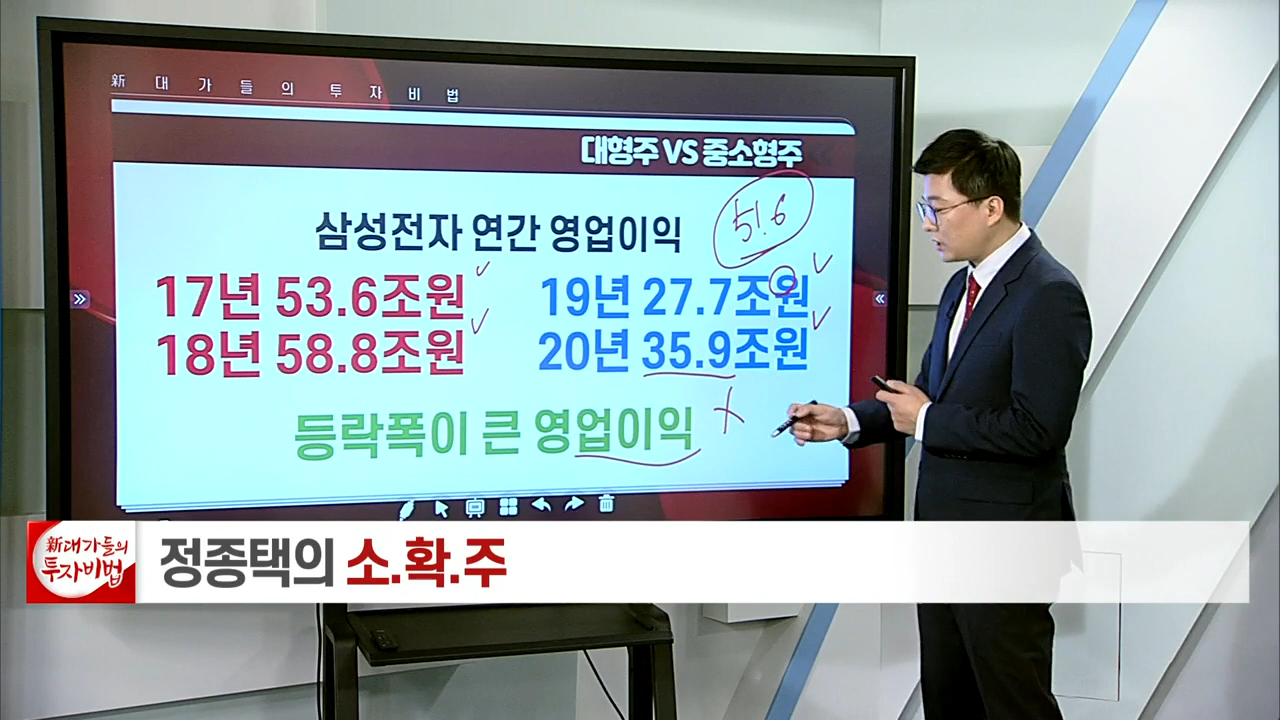 新 대가들의 투자비법
대형주 VS 중소형주
삼성전자 연간 영업이익
51.6
17년 53.6조원
19년 27.7조원
18년 58.8조원
20년 35.9조원
등락폭이 큰 영업이익
新대가들의
투자비법
정종택의 소.확.주